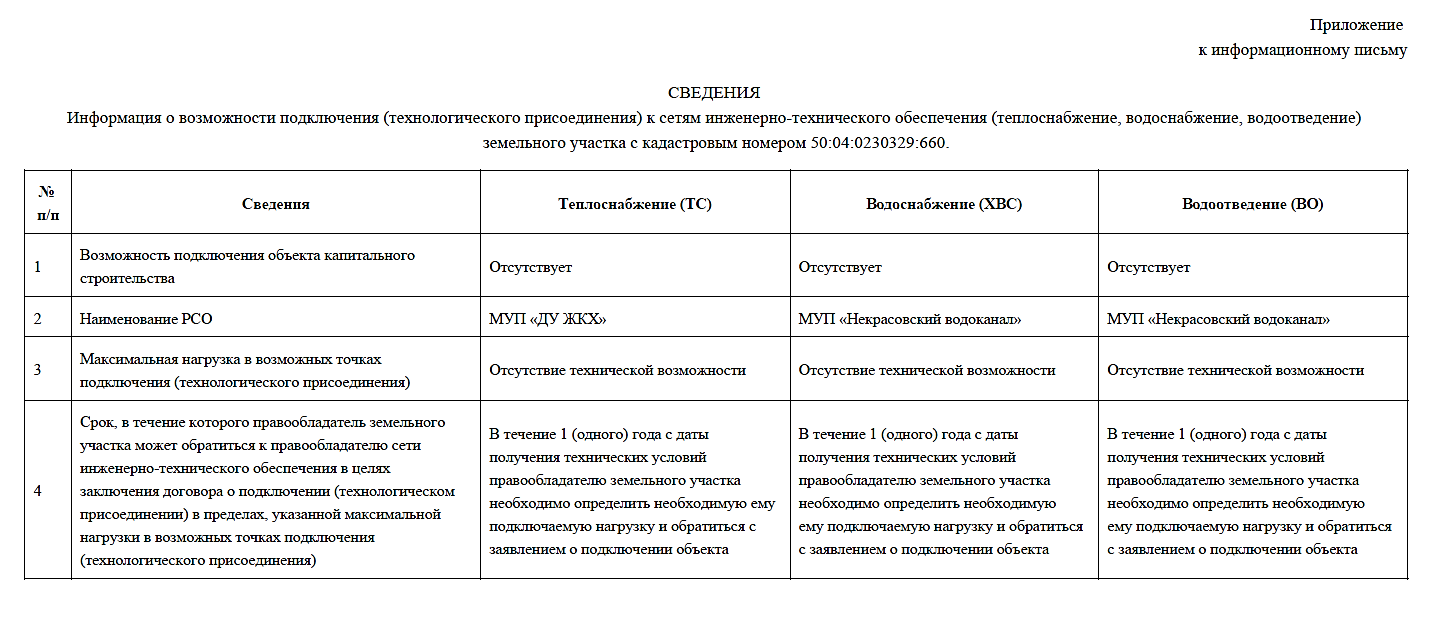 Приложение
к информационному письму
СВЕДЕНИЯ
Информация о возможности подключения (технологического присоединения) к сетям инженерно-технического обеспечения (теплоснабжение, водоснабжение, водоотведение)
земельного участка с кадастровым номером 50:04:0230329:660.
№
п/п
Сведения
Теплоснабжение (ТС)
Водоснабжение (ХВС)
Водоотведение (ВО)
1
Возможность подключения объекта капитального
строительства
Отсутствует
Отсутствует
Отсутствует
2
Наименование РСО
МУП «ДУ ЖКХ»
МУП «Некрасовский водоканал»
МУП «Некрасовский водоканал»
3
Максимальная нагрузка в возможных точках
подключения (технологического присоединения)
Отсутствие технической возможности
Отсутствие технической возможности
Отсутствие технической возможности
4
Срок, в течение которого правообладатель земельного
участка может обратиться к правообладателю сети
инженерно-технического обеспечения в целях
заключения договора о подключении (технологическом
присоединении) в пределах, указанной максимальной
нагрузки в возможных точках подключения
(технологического присоединения)
В течение 1 (одного) года с даты
получения технических условий
правообладателю земельного участка
необходимо определить необходимую ему
подключаемую нагрузку и обратиться с
заявлением о подключении объекта
В течение 1 (одного) года с даты
получения технических условий
правообладателю земельного участка
необходимо определить необходимую
ему подключаемую нагрузку и обратиться
с заявлением о подключении объекта
В течение 1 (одного) года с даты
получения технических условий
правообладателю земельного участка
необходимо определить необходимую
ему подключаемую нагрузку и обратиться
с заявлением о подключении объекта